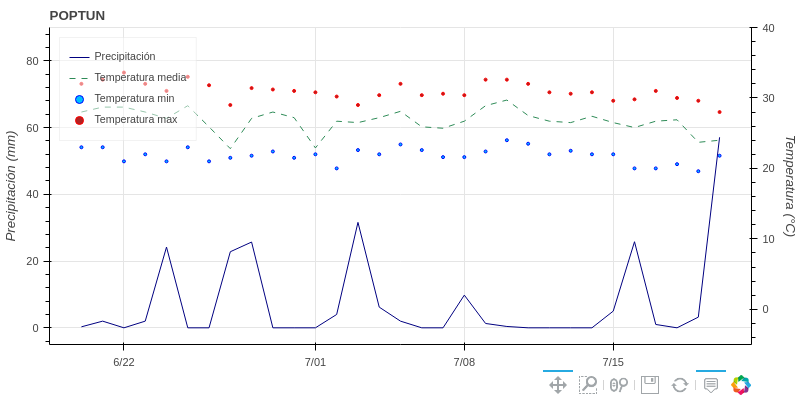 POPTUN
Precipitación
Temperatura media
Temperatura min
Temperatura max
Precipitación (mm)
80
60
40
20
0
Temperatura (°C)
40
30
20
10
0
6/22
7/01
7/08
7/15